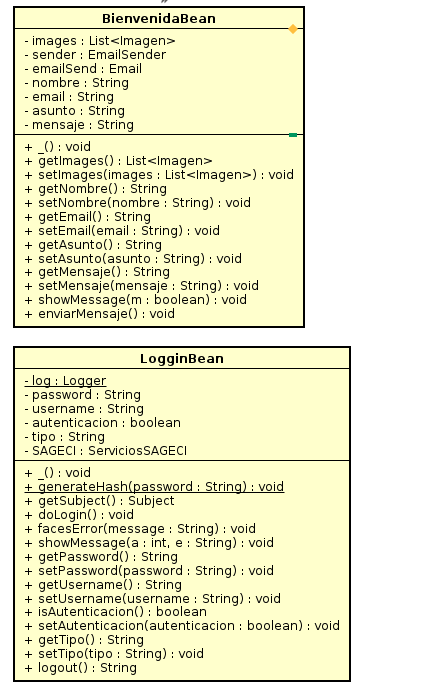 BienvenidaBean
- images : List<Imagen>
- sender : EmailSender
- emailSend : Email
- nombre : String
- email : String
- asunto : String
- mensaje : String
+ _() : void
+ getImages() : List<Imagen>
+ setImages(images : List<Imagen>) : void
+ getNombre() : String
+ setNombre(nombre : String) : void
+ getEmail() : String
+ setEmail(email : String) : void
+ getAsunto() : String
+ setAsunto(asunto : String) : void
+ getMensaje() : String
+ setMensaje(mensaje : String) : void
+ showMessage(m : boolean) : void
+ enviarMensaje() : void
LogginBean
- log : Logger
- password : String
- username : String
- autenticacion : boolean
- tipo : String
- SAGECI : ServiciosSAGECI
+ _() : void
+ generateHash(password : String) : void
+ getSubject() : Subject
+ doLogin() : void
+ facesError(message : String) : void
+ showMessage(a : int, e : String) : void
+ getPassword() : String
+ setPassword(password : String) : void
+ getUsername() : String
+ setUsername(username : String) : void
+ isAutenticacion() : boolean
+ setAutenticacion(autenticacion : boolean) : void
+ getTipo() : String
+ setTipo(tipo : String) : void
+ logout() : String